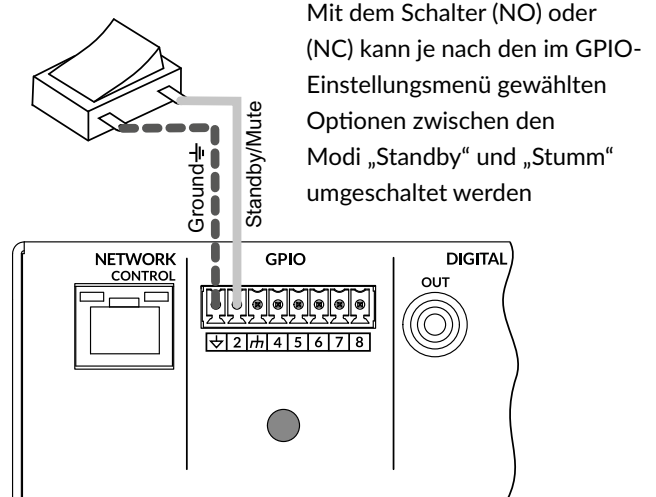 Mit dem Schalter (NO) oder
(NC) kann je nach den im GPIO-
Einstellungsmenü gewählten
Optionen zwischen den
Modi „Standby“ und „Stumm“
umgeschaltet werden
Ground
Standby/Mute
NETWORK
CONTROL
GPIO
DIGITAL
OUT
2 4 5 6 7 8